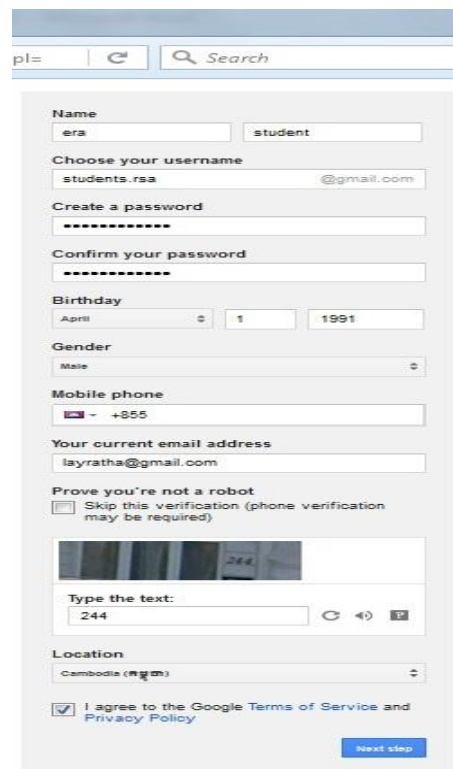 pl=
Search
Name
era student
Choose your username
students.rsa @gmail.com
Create a password
••••••••••••
Confirm your password
••••••••••••
Birthday
April 1 1991
Gender
Male
Mobile phone
+855
Your current email address
layratha@gmail.com
Prove you're not a robot
Skip this verification (phone verification
may be required)
244
Type the text:
244
Location
Cambodia (កម្ពុជា)
I agree to the Google Terms of Service and
Privacy Policy
Next step